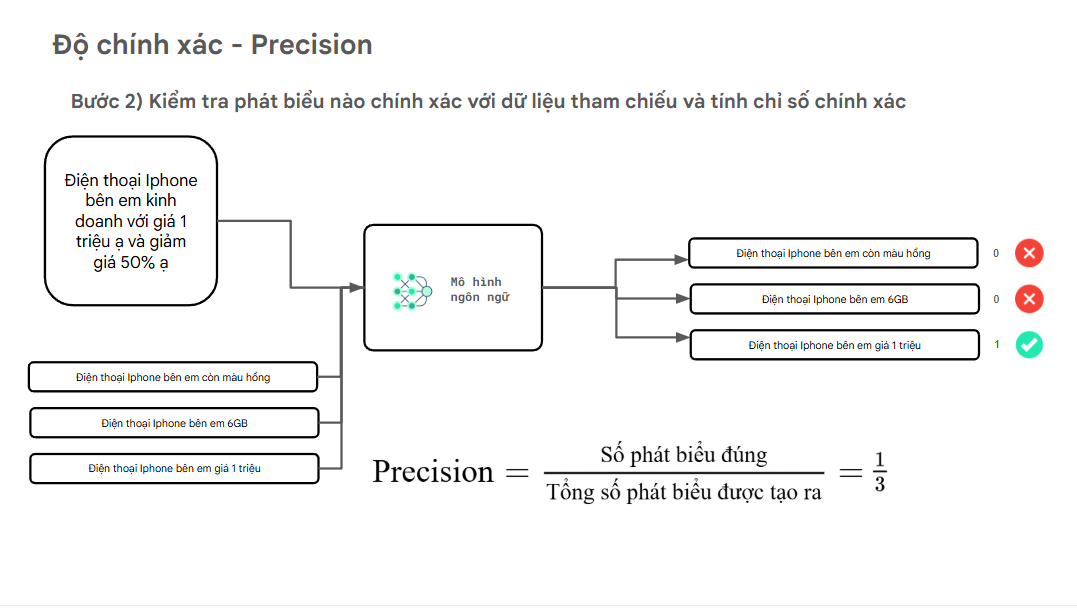 Độ chính xác - Precision
Bước 2) Kiểm tra phát biểu nào chính xác với dữ liệu tham chiếu và tính chỉ số chính xác
Điện thoại Iphone
bên em kinh
doanh với giá 1
triệu ạ và giảm
giá 50% ạ
Mô hình
ngôn ngữ
Điện thoại Iphone bên em còn màu hồng
0
Điện thoại Iphone bên em 6GB
0
Điện thoại Iphone bên em giá 1 triệu
1
Điện thoại Iphone bên em còn màu hồng
Điện thoại Iphone bên em 6GB
Điện thoại Iphone bên em giá 1 triệu
Precision = Số phát biểu đúng / Tổng số phát biểu được tạo ra = 1/3